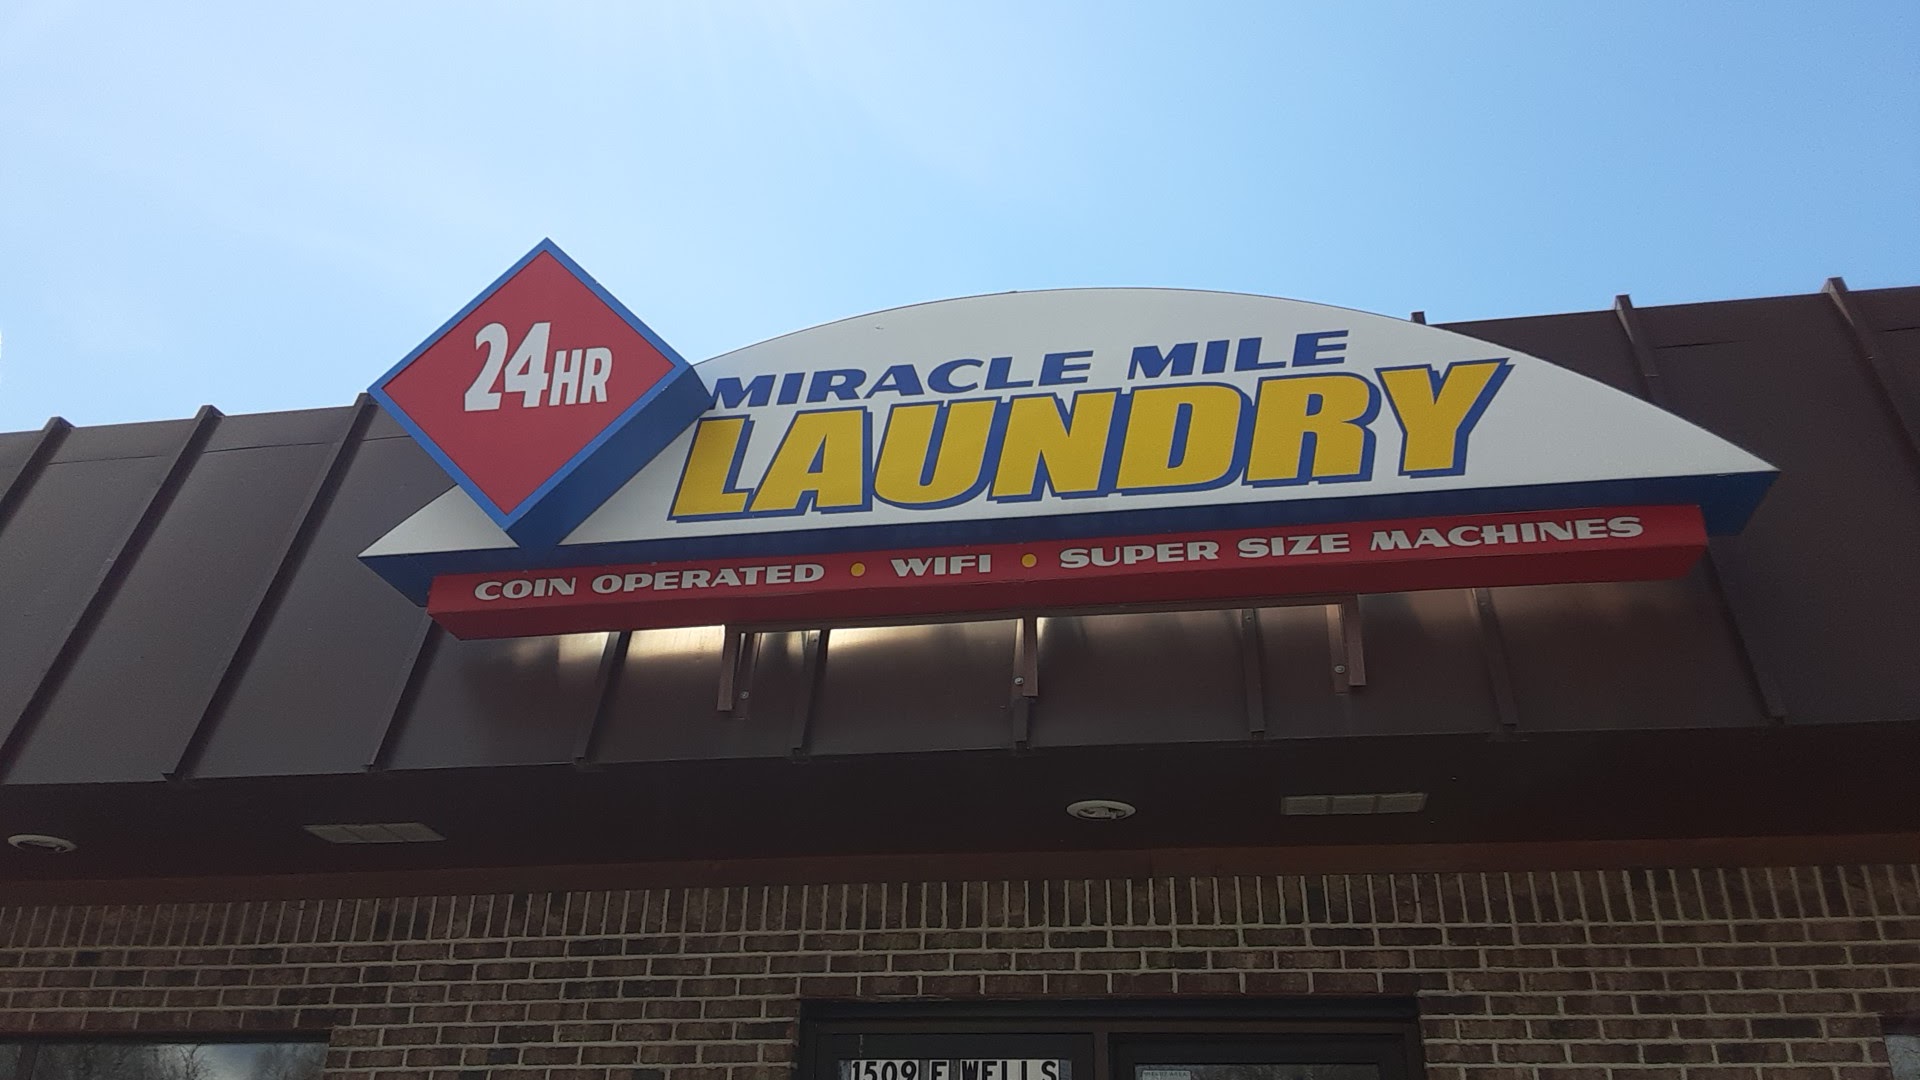 24HR
MIRACLE MILE
LAUNDRY
COIN OPERATED • WIFI • SUPER SIZE MACHINES
1509 E WELLS